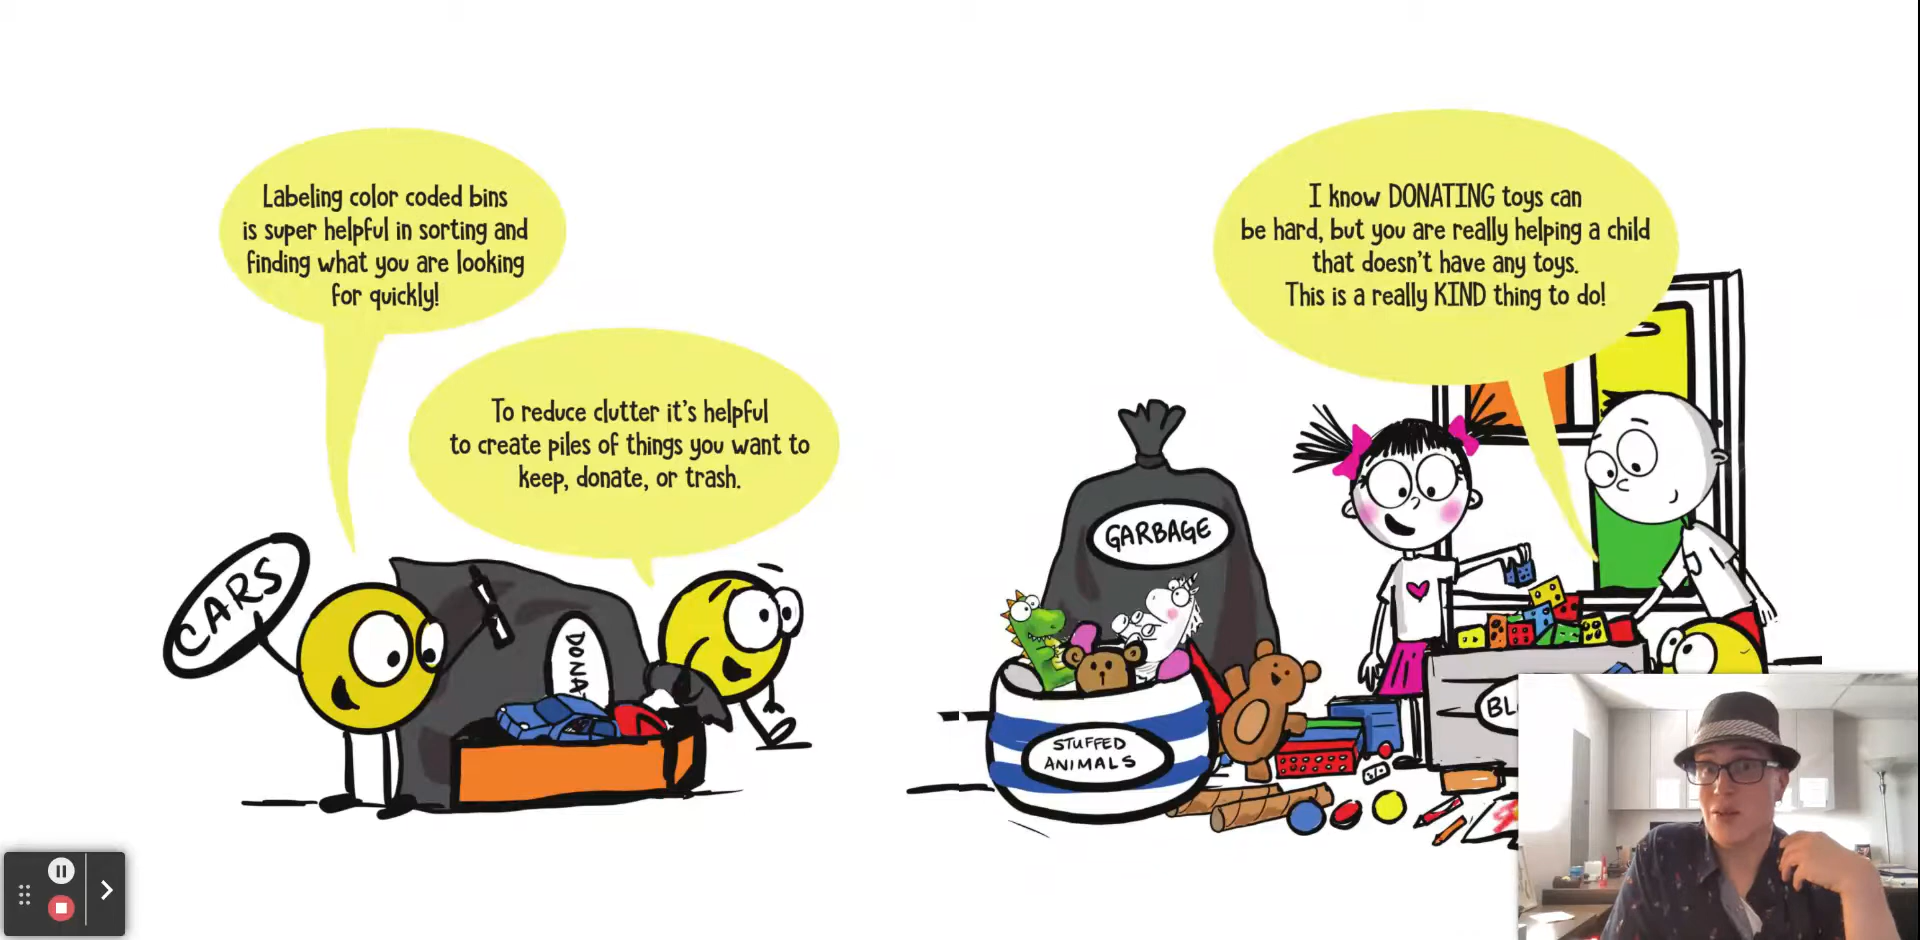 Labeling color coded bins
is super helpful in sorting and
finding what you are looking
for quickly!
To reduce clutter it's helpful
to create piles of things you want to
keep, donate, or trash.
CARS
I know DONATING toys can
be hard, but you are really helping a child
that doesn't have any toys.
This is a really KIND thing to do!
GARBAGE
STUFFED
ANIMALS